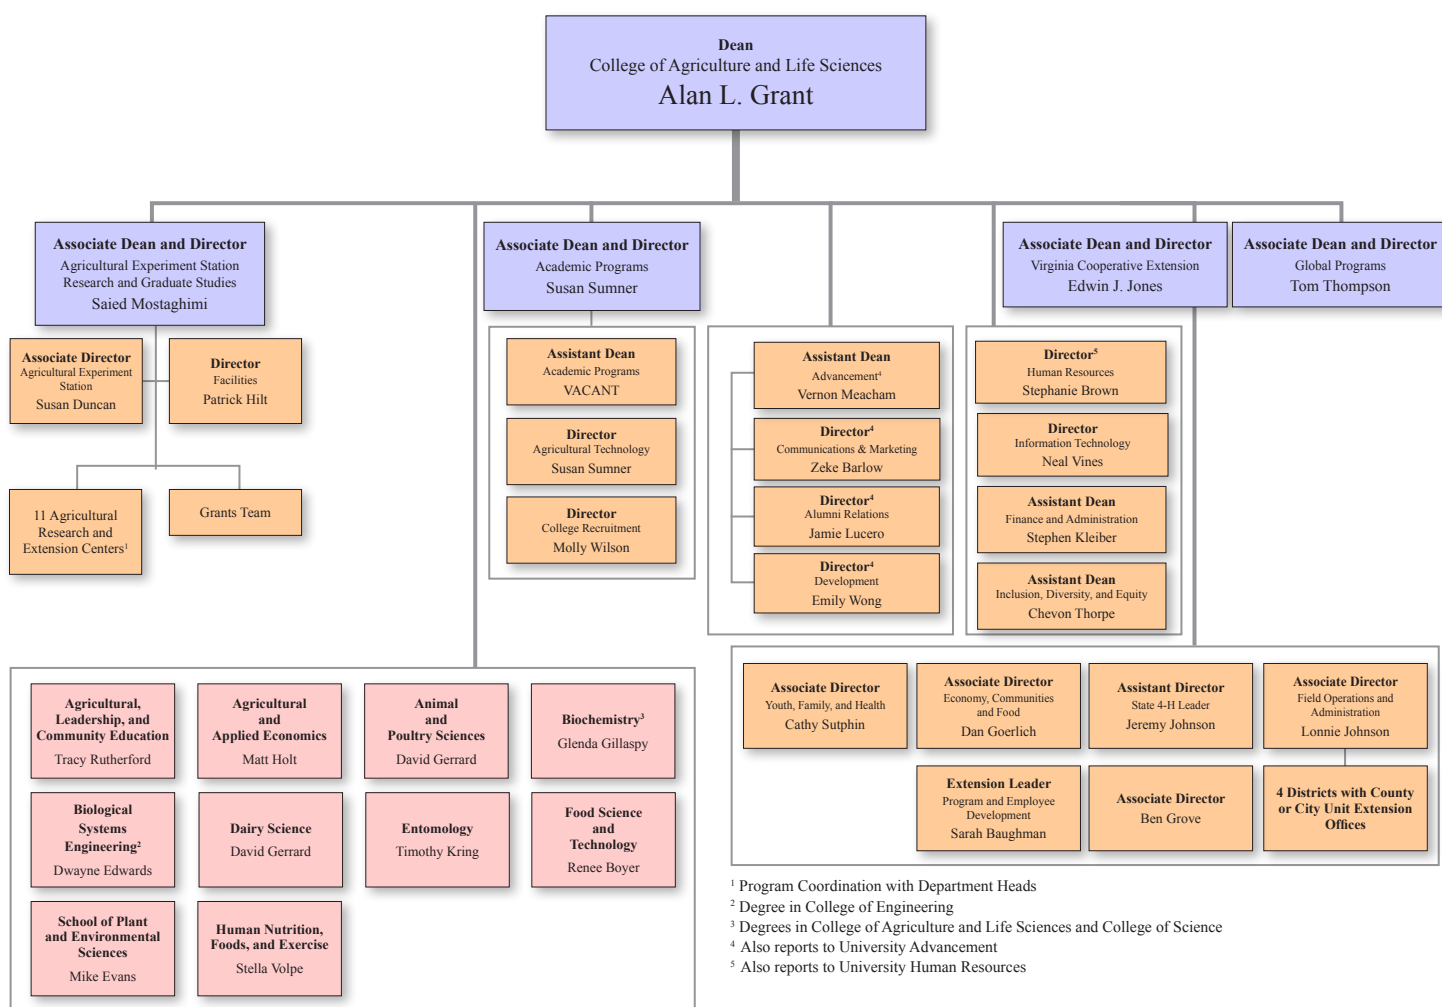 Dean
College of Agriculture and Life Sciences
Alan L. Grant
Associate Dean and Director
Agricultural Experiment Station
Research and Graduate Studies
Saied Mostaghimi
Associate Dean and Director
Academic Programs
Susan Sumner
Associate Dean and Director
Virginia Cooperative Extension
Edwin J. Jones
Associate Dean and Director
Global Programs
Tom Thompson
Associate Director
Agricultural Experiment
Station
Susan Duncan
Director
Facilities
Patrick Hilt
11 Agricultural
Research and
Extension Centers¹
Grants Team
Assistant Dean
Academic Programs
VACANT
Director
Agricultural Technology
Susan Sumner
Director
College Recruitment
Molly Wilson
Assistant Dean
Advancement⁴
Vernon Meacham
Director⁴
Communications & Marketing
Zeke Barlow
Director⁴
Alumni Relations
Jamie Lucero
Director⁴
Development
Emily Wong
Director⁵
Human Resources
Stephanie Brown
Director
Information Technology
Neal Vines
Assistant Dean
Finance and Administration
Stephen Kleiber
Assistant Dean
Inclusion, Diversity, and Equity
Chevon Thorpe
Agricultural,
Leadership, and
Community Education
Tracy Rutherford
Agricultural
and
Applied Economics
Matt Holt
Animal
and
Poultry Sciences
David Gerrard
Biochemistry³
Glenda Gillaspy
Biological
Systems
Engineering²
Dwayne Edwards
Dairy Science
David Gerrard
Entomology
Timothy Kring
Food Science
and
Technology
Renee Boyer
School of Plant
and Environmental
Sciences
Mike Evans
Human Nutrition,
Foods, and Exercise
Stella Volpe
Associate Director
Youth, Family, and Health
Cathy Sutphin
Associate Director
Economy, Communities
and Food
Dan Goerlich
Assistant Director
State 4-H Leader
Jeremy Johnson
Associate Director
Field Operations and
Administration
Lonnie Johnson
Extension Leader
Program and Employee
Development
Sarah Baughman
Associate Director
Ben Grove
4 Districts with County
or City Unit Extension
Offices
¹ Program Coordination with Department Heads
² Degree in College of Engineering
³ Degrees in College of Agriculture and Life Sciences and College of Science
⁴ Also reports to University Advancement
⁵ Also reports to University Human Resources